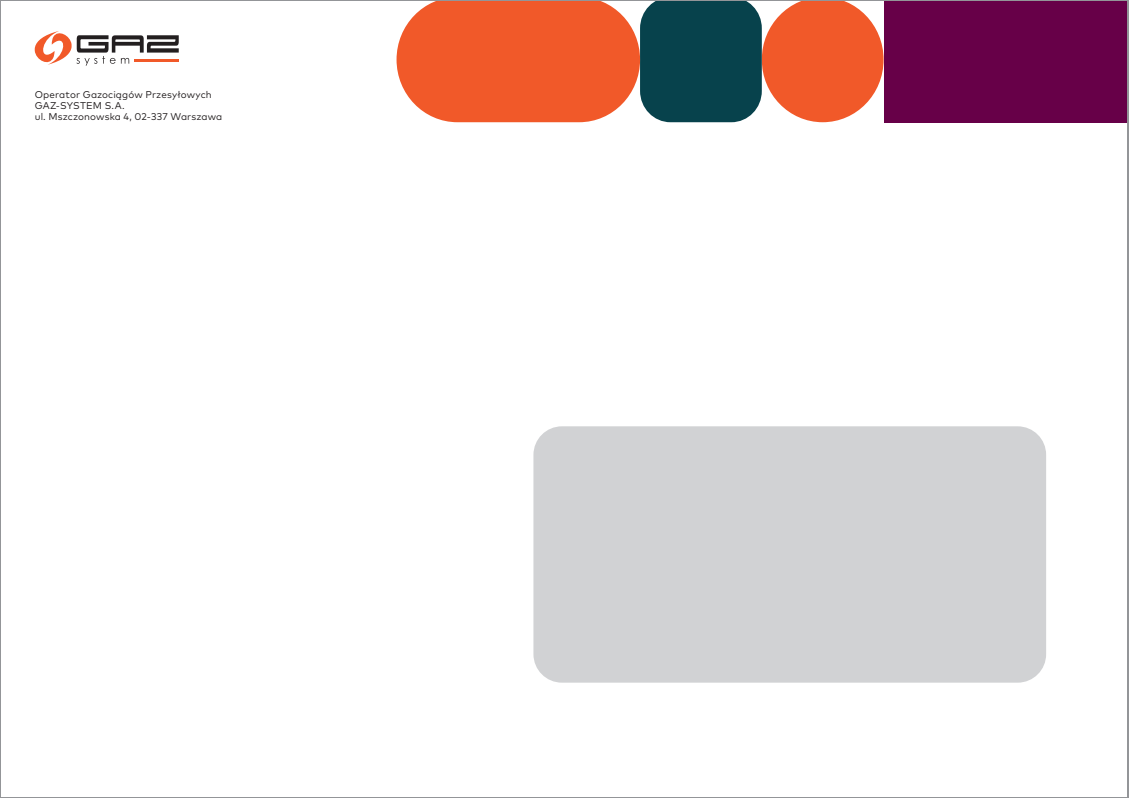 GAZ
system
Operator Gazociągów Przesyłowych
GAZ-SYSTEM S.A.
ul. Mszczonowska 4, 02-337 Warszawa